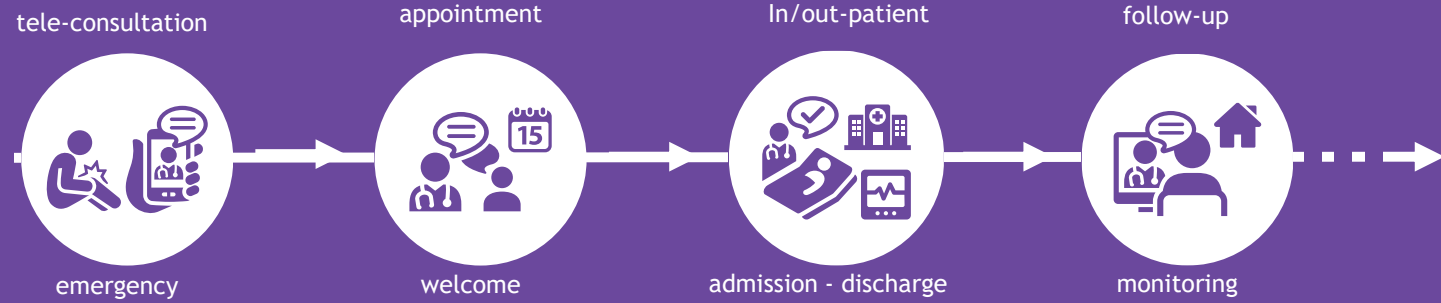 tele-consultation
appointment
In/out-patient
follow-up
15
emergency
welcome
admission - discharge
monitoring